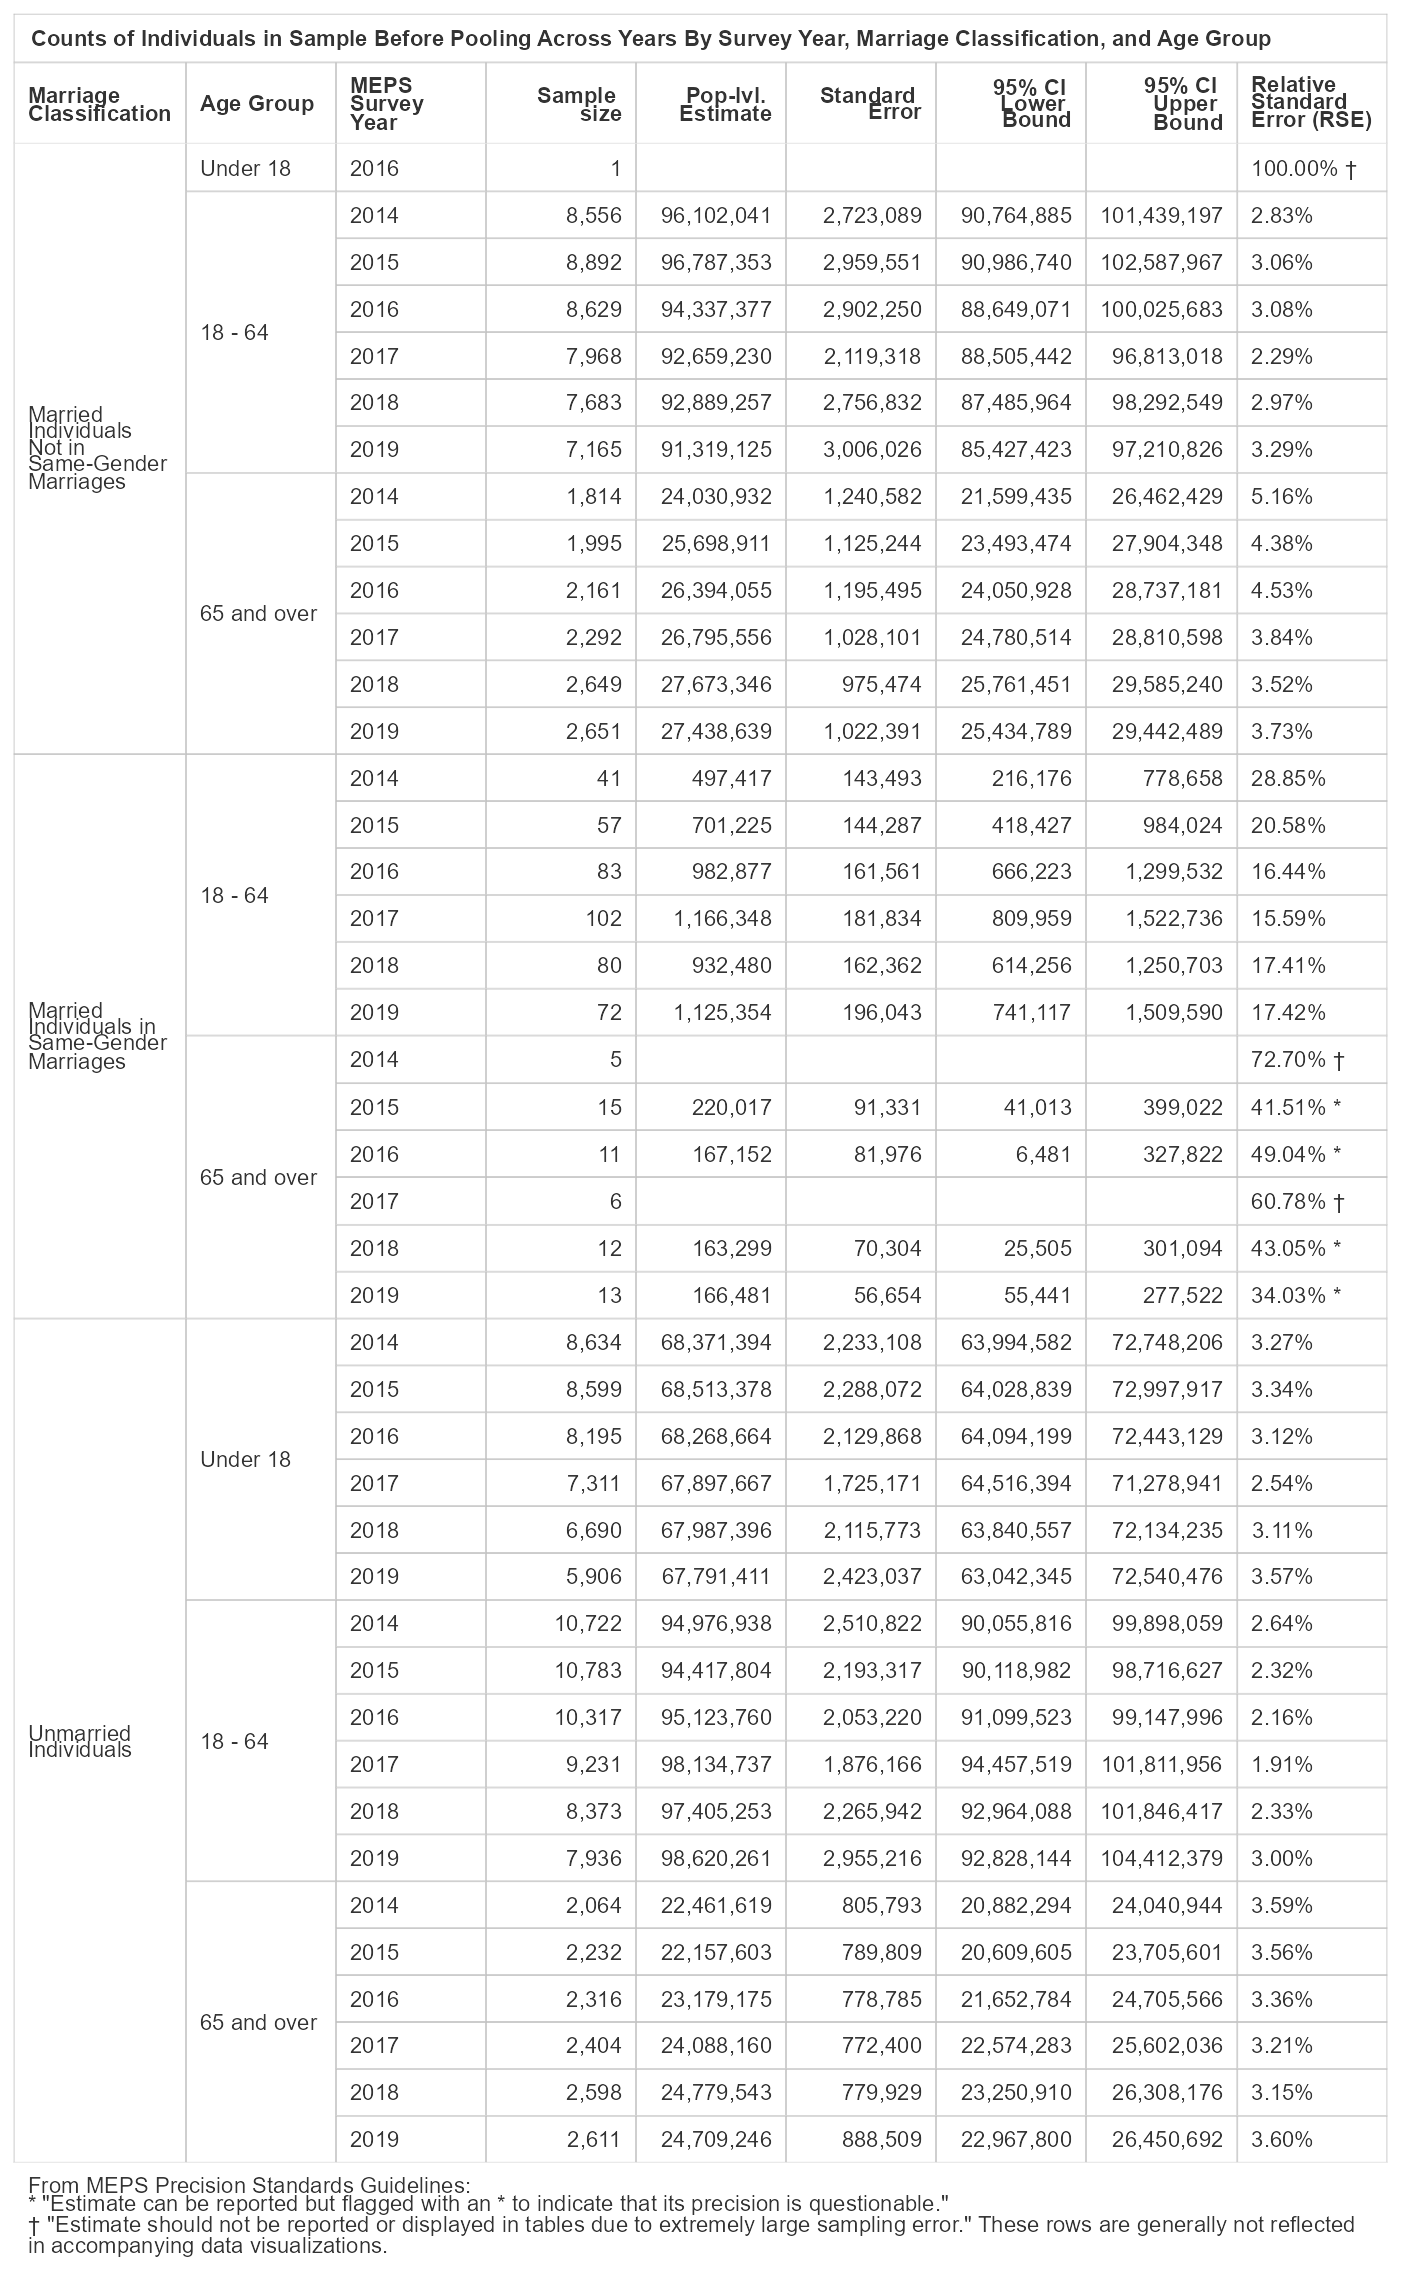 Counts of Individuals in Sample Before Pooling Across Years By Survey Year, Marriage Classification, and Age Group
Marriage Classification Age Group MEPS Survey Year Sample size Pop-lvl. Estimate Standard Error 95% CI Lower Bound 95% CI Upper Bound Relative Standard Error (RSE)
Married Individuals Not in Same-Gender Marriages
Under 18
2016 1 100.00% †
18 - 64
2014 8,556 96,102,041 2,723,089 90,764,885 101,439,197 2.83%
2015 8,892 96,787,353 2,959,551 90,986,740 102,587,967 3.06%
2016 8,629 94,337,377 2,902,250 88,649,071 100,025,683 3.08%
2017 7,968 92,659,230 2,119,318 88,505,442 96,813,018 2.29%
2018 7,683 92,889,257 2,756,832 87,485,964 98,292,549 2.97%
2019 7,165 91,319,125 3,006,026 85,427,423 97,210,826 3.29%
65 and over
2014 1,814 24,030,932 1,240,582 21,599,435 26,462,429 5.16%
2015 1,995 25,698,911 1,125,244 23,493,474 27,904,348 4.38%
2016 2,161 26,394,055 1,195,495 24,050,928 28,737,181 4.53%
2017 2,292 26,795,556 1,028,101 24,780,514 28,810,598 3.84%
2018 2,649 27,673,346 975,474 25,761,451 29,585,240 3.52%
2019 2,651 27,438,639 1,022,391 25,434,789 29,442,489 3.73%
Married Individuals in Same-Gender Marriages
18 - 64
2014 41 497,417 143,493 216,176 778,658 28.85%
2015 57 701,225 144,287 418,427 984,024 20.58%
2016 83 982,877 161,561 666,223 1,299,532 16.44%
2017 102 1,166,348 181,834 809,959 1,522,736 15.59%
2018 80 932,480 162,362 614,256 1,250,703 17.41%
2019 72 1,125,354 196,043 741,117 1,509,590 17.42%
65 and over
2014 5 72.70% †
2015 15 220,017 91,331 41,013 399,022 41.51% *
2016 11 167,152 81,976 6,481 327,822 49.04% *
2017 6 60.78% †
2018 12 163,299 70,304 25,505 301,094 43.05% *
2019 13 166,481 56,654 55,441 277,522 34.03% *
Unmarried Individuals
Under 18
2014 8,634 68,371,394 2,233,108 63,994,582 72,748,206 3.27%
2015 8,599 68,513,378 2,288,072 64,028,839 72,997,917 3.34%
2016 8,195 68,268,664 2,129,868 64,094,199 72,443,129 3.12%
2017 7,311 67,897,667 1,725,171 64,516,394 71,278,941 2.54%
2018 6,690 67,987,396 2,115,773 63,840,557 72,134,235 3.11%
2019 5,906 67,791,411 2,423,037 63,042,345 72,540,476 3.57%
18 - 64
2014 10,722 94,976,938 2,510,822 90,055,816 99,898,059 2.64%
2015 10,783 94,417,804 2,193,317 90,118,982 98,716,627 2.32%
2016 10,317 95,123,760 2,053,220 91,099,523 99,147,996 2.16%
2017 9,231 98,134,737 1,876,166 94,457,519 101,811,956 1.91%
2018 8,373 97,405,253 2,265,942 92,964,088 101,846,417 2.33%
2019 7,936 98,620,261 2,955,216 92,828,144 104,412,379 3.00%
65 and over
2014 2,064 22,461,619 805,793 20,882,294 24,040,944 3.59%
2015 2,232 22,157,603 789,809 20,609,605 23,705,601 3.56%
2016 2,316 23,179,175 778,785 21,652,784 24,705,566 3.36%
2017 2,404 24,088,160 772,400 22,574,283 25,602,036 3.21%
2018 2,598 24,779,543 779,929 23,250,910 26,308,176 3.15%
2019 2,611 24,709,246 888,509 22,967,800 26,450,692 3.60%
From MEPS Precision Standards Guidelines:
* "Estimate can be reported but flagged with an * to indicate that its precision is questionable."
† "Estimate should not be reported or displayed in tables due to extremely large sampling error." These rows are generally not reflected
in accompanying data visualizations.